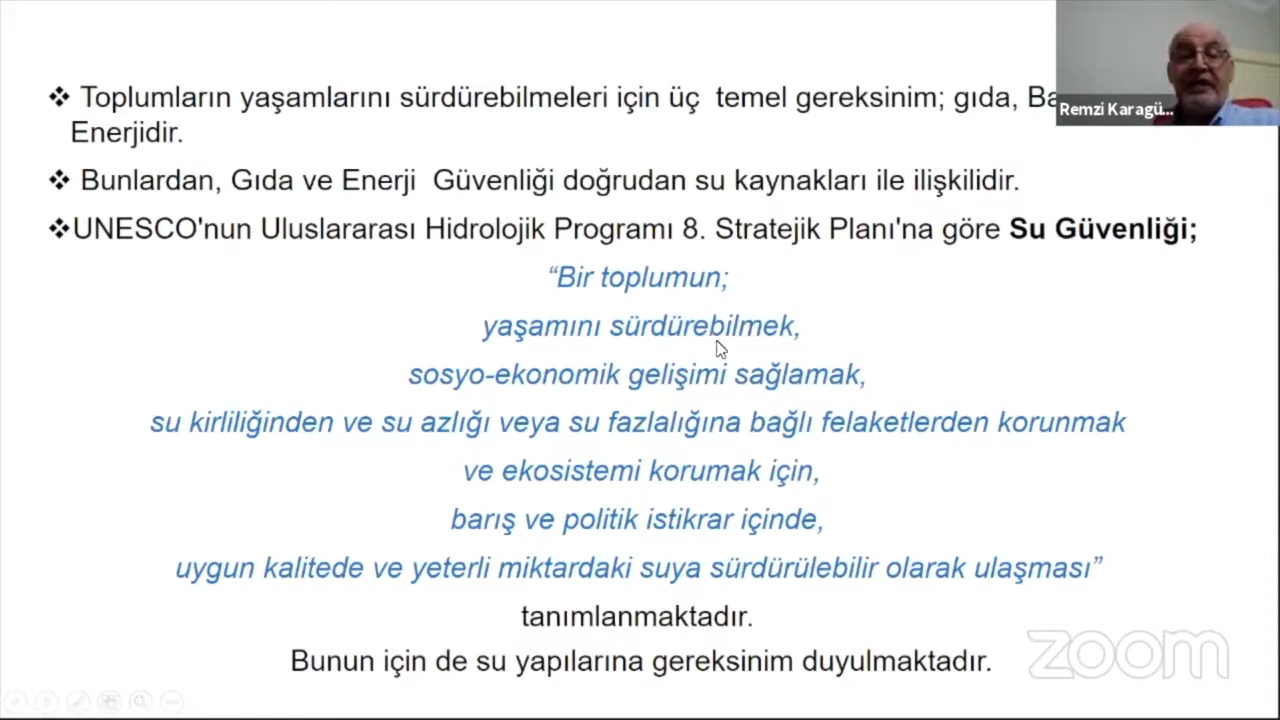 ❖ Toplumların yaşamlarını sürdürebilmeleri için üç temel gereksinim; gıda,
Enerjidir.
❖ Bunlardan, Gıda ve Enerji Güvenliği doğrudan su kaynakları ile ilişkilidir.
❖UNESCO'nun Uluslararası Hidrolojik Programı 8. Stratejik Planı'na göre Su Güvenliği;
“Bir toplumun;
yaşamını sürdürebilmek,
sosyo-ekonomik gelişimi sağlamak,
su kirliliğinden ve su azlığı veya su fazlalığına bağlı felaketlerden korunmak
ve ekosistemi korumak için,
barış ve politik istikrar içinde,
uygun kalitede ve yeterli miktardaki suya sürdürülebilir olarak ulaşması”
tanımlanmaktadır.
Bunun için de su yapılarına gereksinim duyulmaktadır.
Remzi Karagü...
zoom